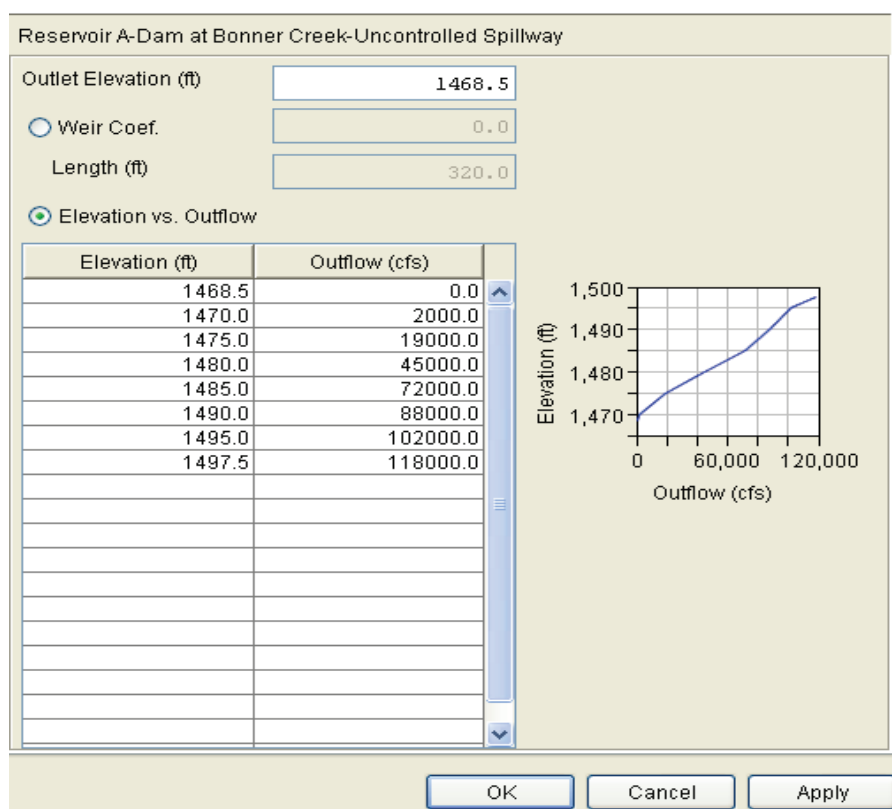 Reservoir A-Dam at Bonner Creek-Uncontrolled Spillway
Outlet Elevation (ft) 1468.5
Weir Coef. 0.0
Length (ft) 320.0
Elevation vs. Outflow
Elevation (ft) Outflow (cfs)
1468.5 0.0
1470.0 2000.0
1475.0 19000.0
1480.0 45000.0
1485.0 72000.0
1490.0 88000.0
1495.0 102000.0
1497.5 118000.0
1,500
1,490
1,480
1,470
Elevation (ft)
0 60,000 120,000
Outflow (cfs)
OK Cancel Apply